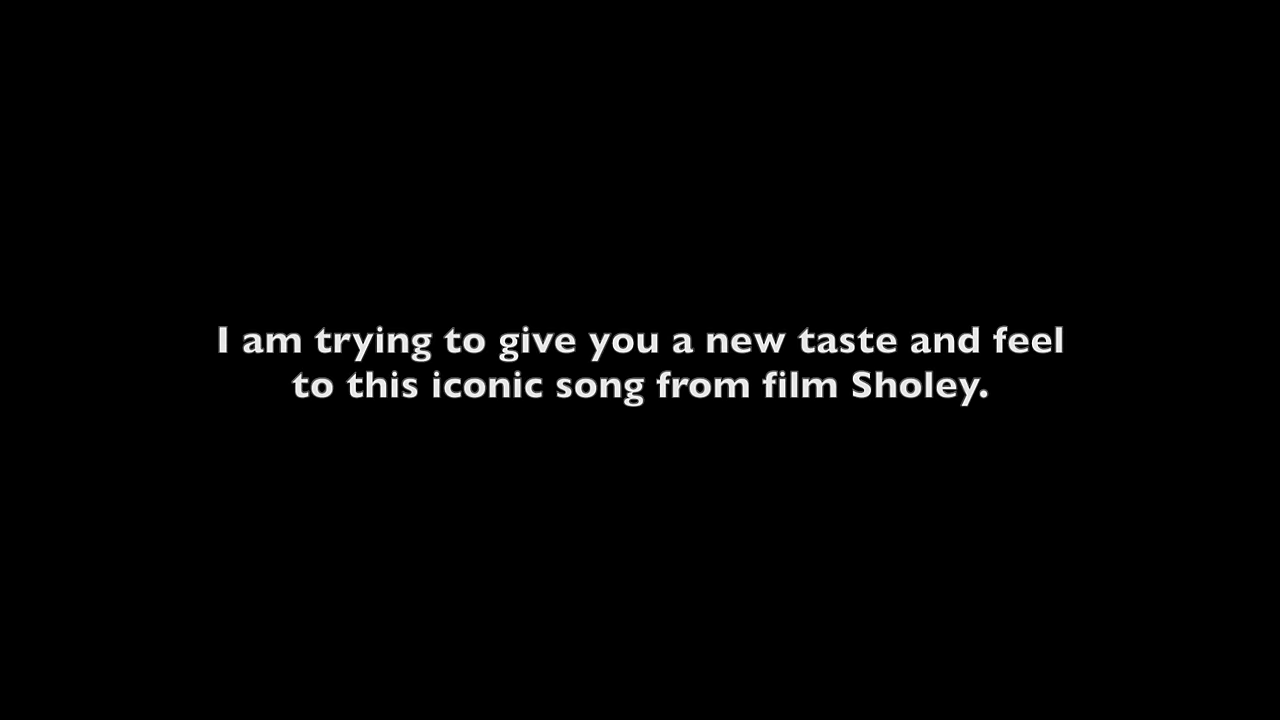 I am trying to give you a new taste and feel
to this iconic song from film Sholey.